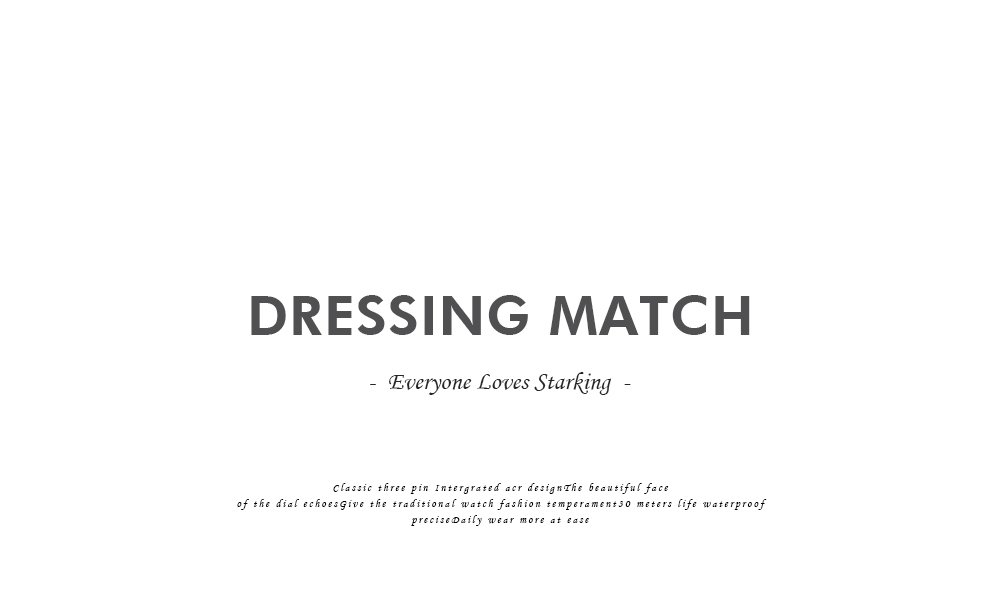 DRESSING MATCH
- Everyone Loves Starking -
Classic three pin Intergrated acr designThe beautiful face
of the dial echoesGive the traditional watch fashion temperament30 meters life waterproof
preciseDaily wear more at ease